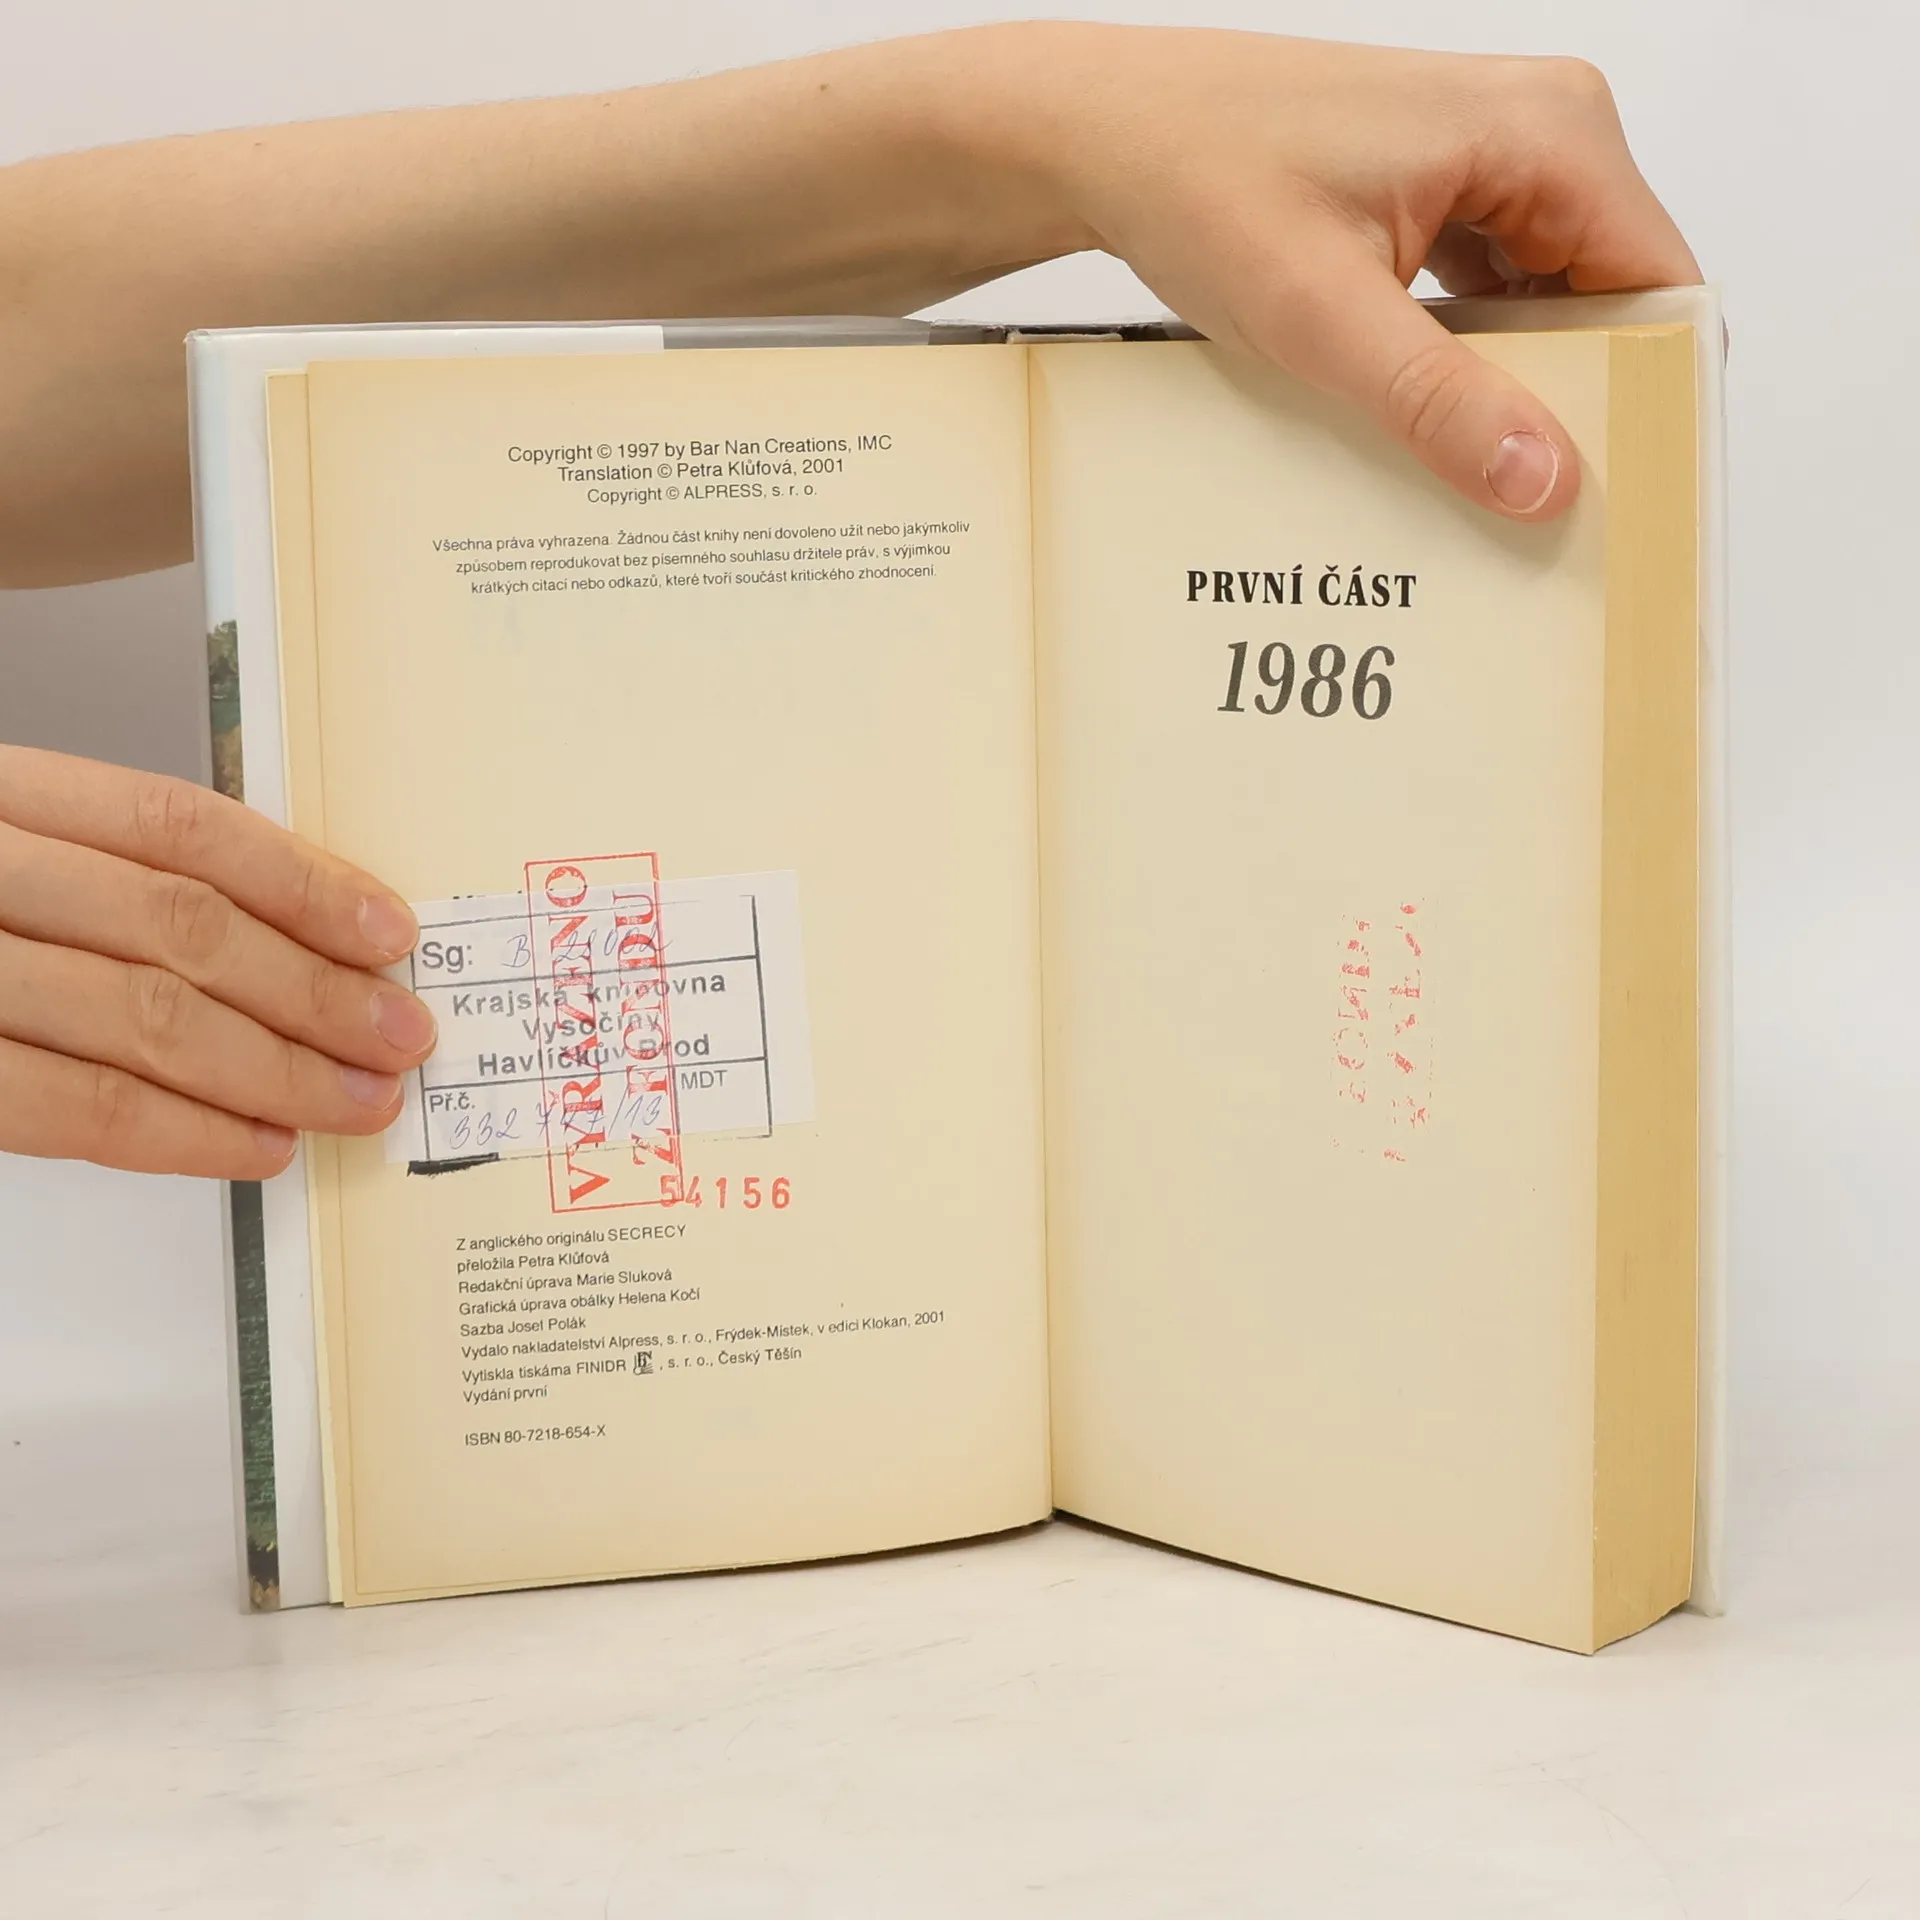 Copyright © 1997 by Bar Nan Creations, IMC
Translation © Petra Klůfová, 2001
Copyright © ALPRESS, s. r. o.
Všechna práva vyhrazena. Žádnou část knihy není dovoleno užít nebo jakýmkoliv
způsobem reprodukovat bez písemného souhlasu držitele práv, s výjimkou
krátkých citací nebo odkazů, které tvoří součást kritického zhodnocení.
Sg: B
Krajská knihovna
Vysočiny
Havlíčkův Brod
Př.č. MDT
332 747/13
VYŘAZENO
Z FONDU
54156
Z anglického originálu SECRECY
přeložila Petra Klůfová
Redakční úprava Marie Sluková
Grafická úprava obálky Helena Kočí
Sazba Josef Polák
Vydalo nakladatelství Alpress, s. r. o., Frýdek-Místek, v edici Klokan, 2001
Vytiskla tiskárna FINIDR , s. r. o., Český Těšín
Vydání první
ISBN 80-7218-654-X
PRVNÍ ČÁST
1986